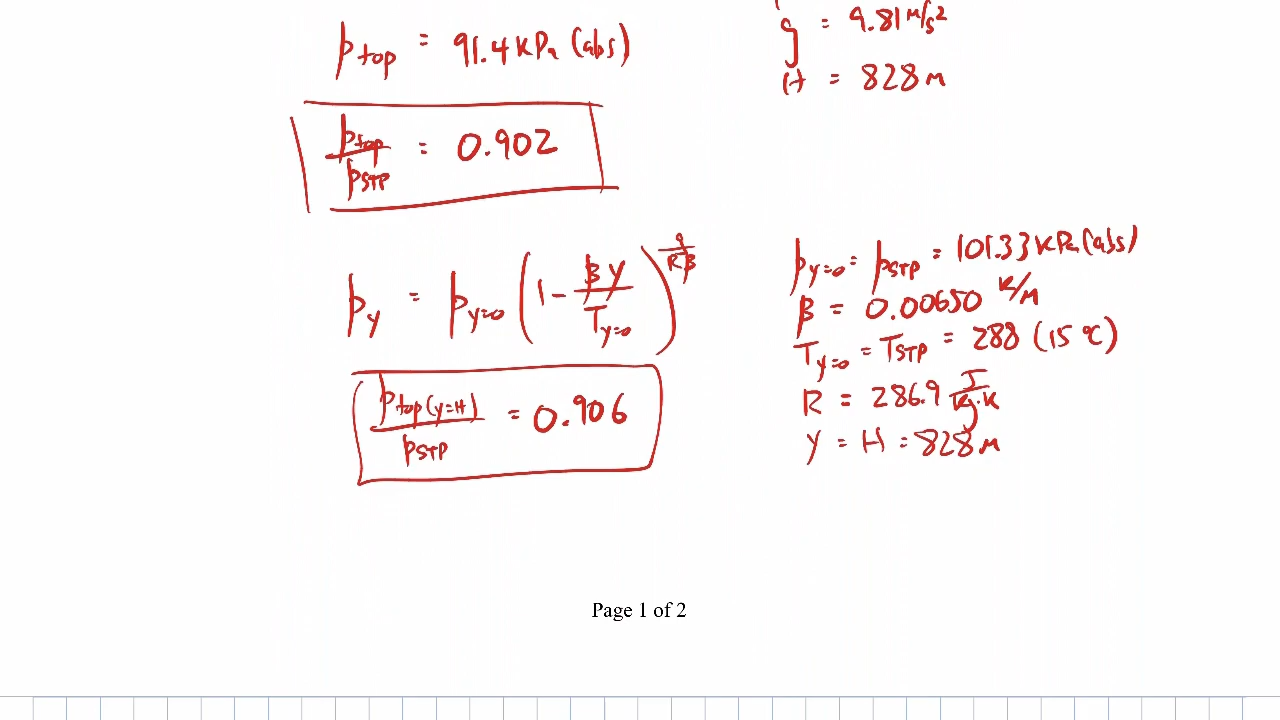 p_top = 91.4 kPa (abs)
g = 9.81 m/s²
H = 828 m
p_top/p_STP = 0.902
p_y = p_y=0 (1 - βy/T_y=0)^(g/Rβ)
p_y=0 = p_STP = 101.33 kPa (abs)
β = 0.00650 K/m
T_y=0 = T_STP = 288 (15 °C)
R = 286.9 J/kg·K
y = H = 828 m
p_top(y=H)/p_STP = 0.906
Page 1 of 2